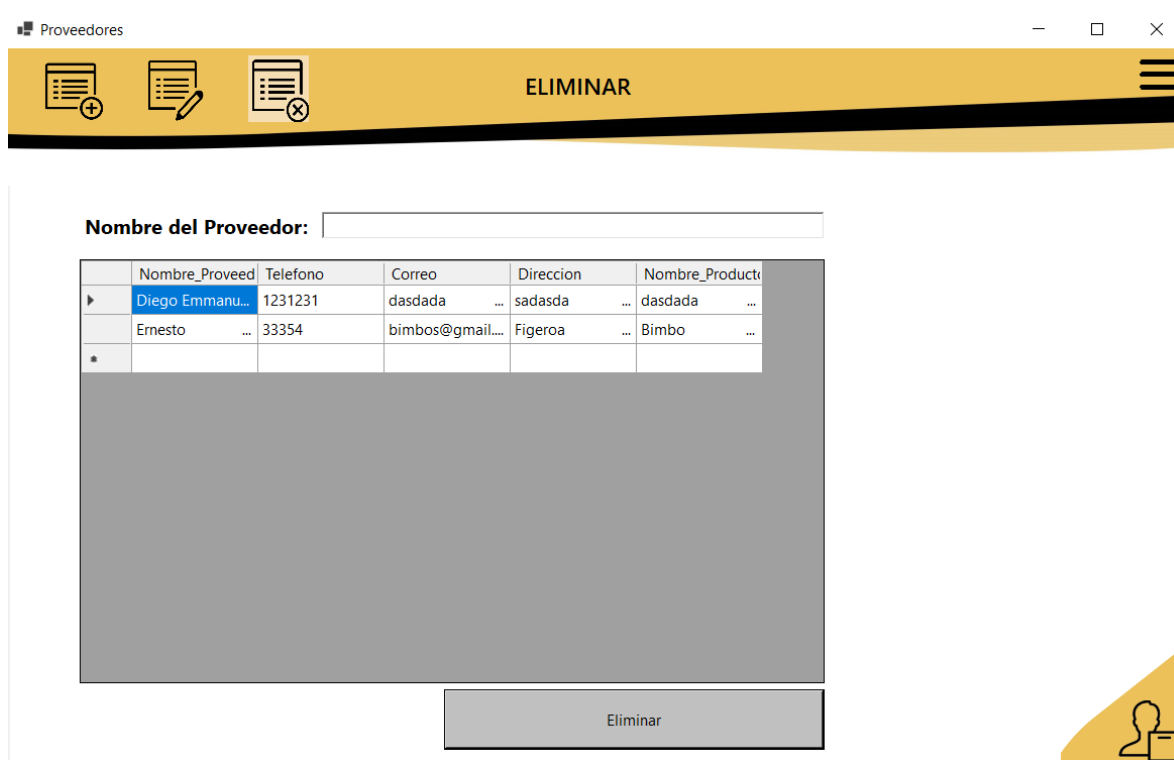 Proveedores
ELIMINAR
Nombre del Proveedor:
Nombre_Proveed Telefono Correo Direccion Nombre_Producto
Diego Emmanu... 1231231 dasdada ... sadasda ... dasdada ...
Ernesto ... 33354 bimbos@gmail.... Figeroa ... Bimbo ...
Eliminar